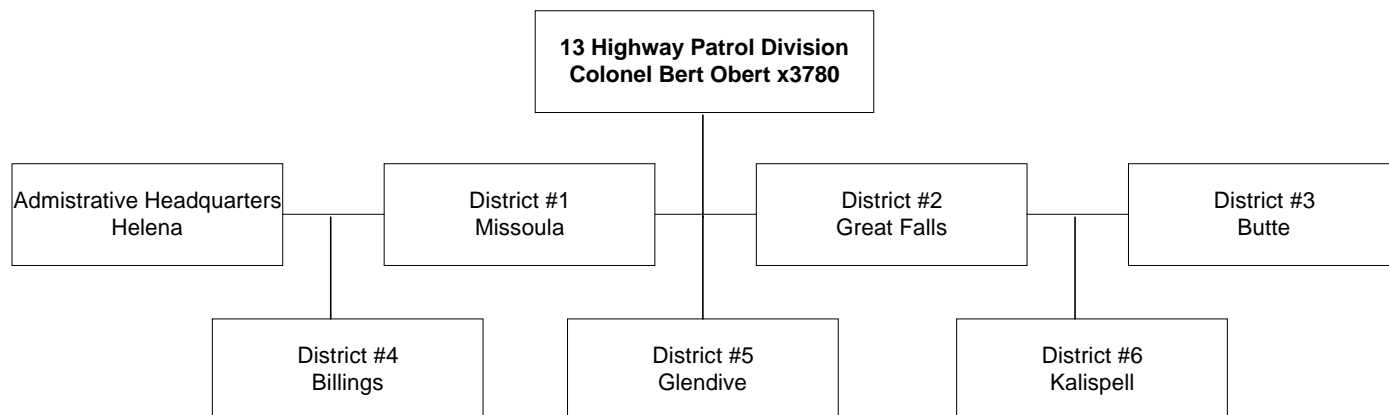 13 Highway Patrol Division
Colonel Bert Obert x3780
Admistrative Headquarters
Helena
District #1
Missoula
District #2
Great Falls
District #3
Butte
District #4
Billings
District #5
Glendive
District #6
Kalispell